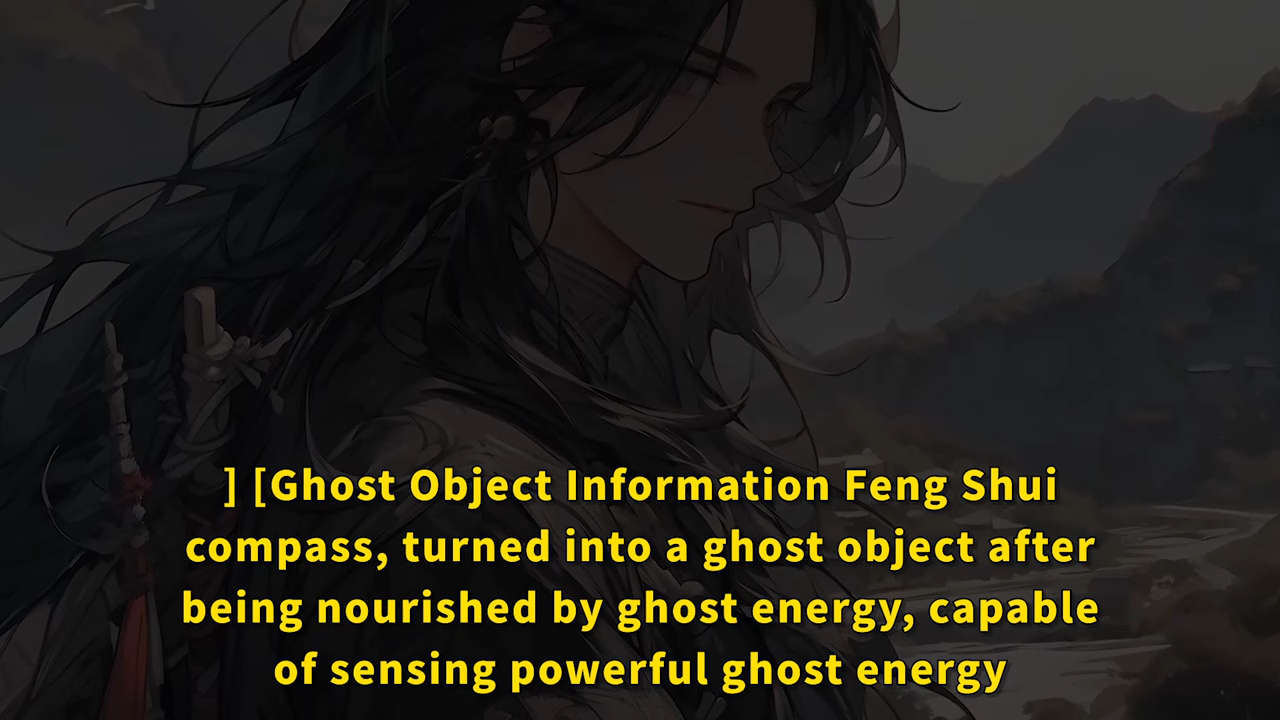 ] [Ghost Object Information Feng Shui
compass, turned into a ghost object after
being nourished by ghost energy, capable
of sensing powerful ghost energy